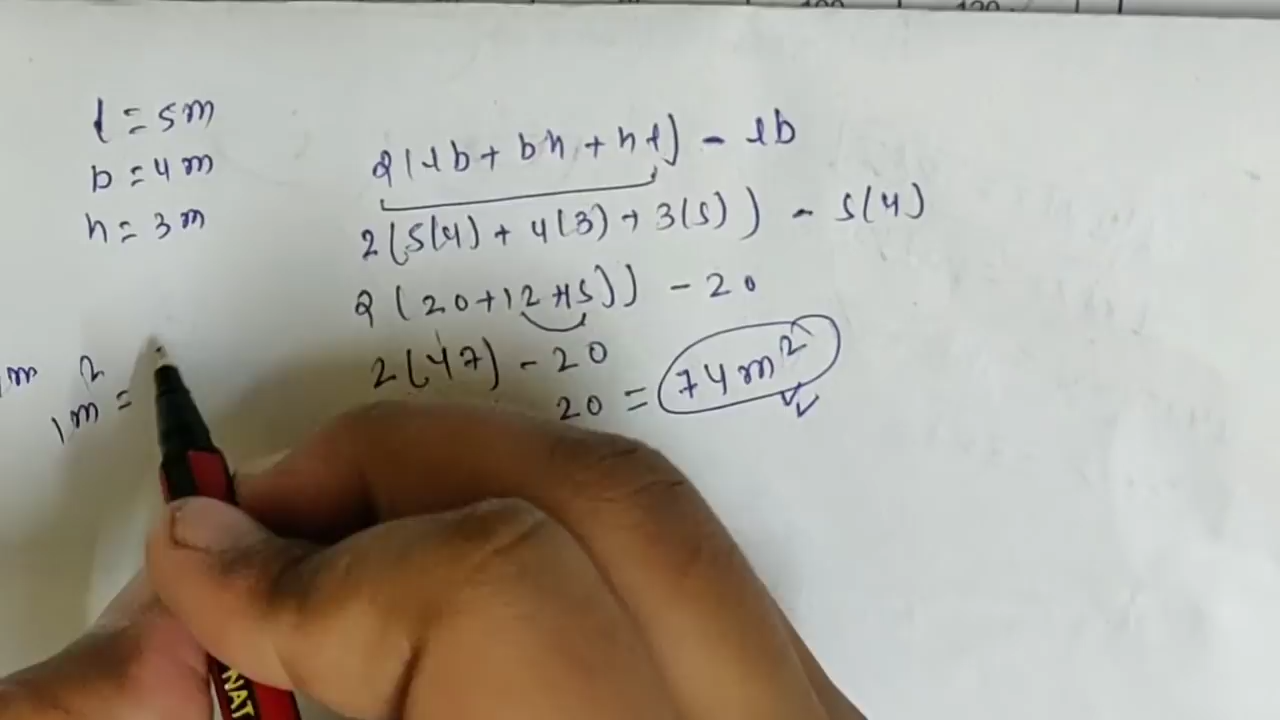 l = 5m
b = 4m
h = 3m
2(lb + bh + hl) - lb
2(5(4) + 4(3) + 3(5)) - 5(4)
2(20+12+15)) - 20
2(47) - 20
20 = 74m²
m
1m² =
NAT